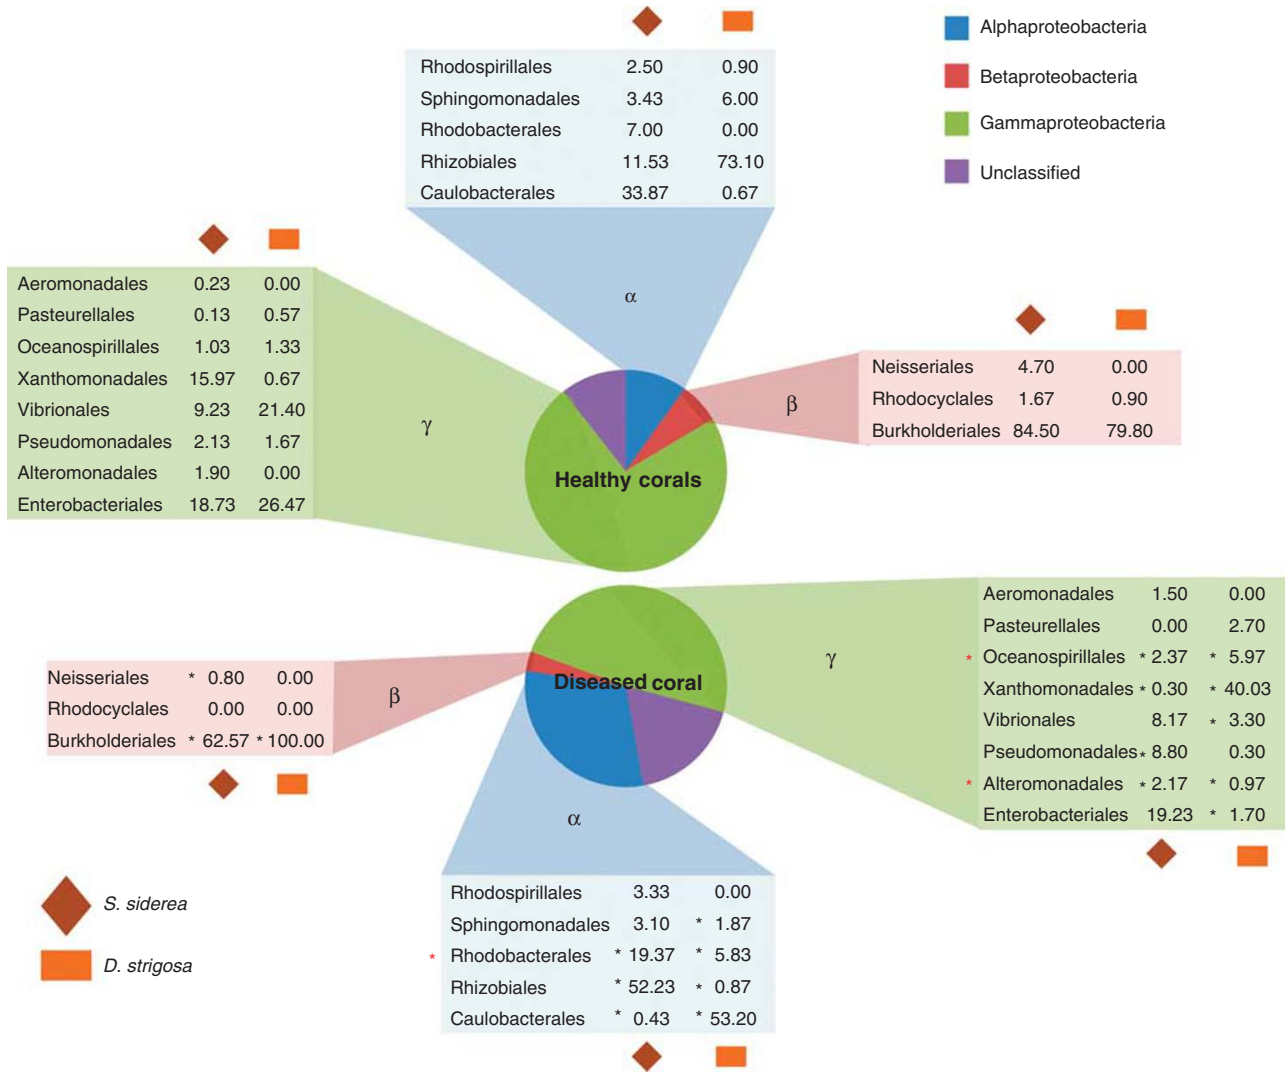 Alphaproteobacteria
Betaproteobacteria
Gammaproteobacteria
Unclassified
Rhodospirillales 2.50 0.90
Sphingomonadales 3.43 6.00
Rhodobacterales 7.00 0.00
Rhizobiales 11.53 73.10
Caulobacterales 33.87 0.67
α
Aeromonadales 0.23 0.00
Pasteurellales 0.13 0.57
Oceanospirillales 1.03 1.33
Xanthomonadales 15.97 0.67
Vibrionales 9.23 21.40
Pseudomonadales 2.13 1.67
Alteromonadales 1.90 0.00
Enterobacteriales 18.73 26.47
γ
Neisseriales 4.70 0.00
Rhodocyclales 1.67 0.90
Burkholderiales 84.50 79.80
β
Healthy corals
Diseased coral
Neisseriales * 0.80 0.00
Rhodocyclales 0.00 0.00
Burkholderiales * 62.57 * 100.00
β
Aeromonadales 1.50 0.00
Pasteurellales 0.00 2.70
* Oceanospirillales * 2.37 * 5.97
Xanthomonadales * 0.30 * 40.03
Vibrionales 8.17 * 3.30
Pseudomonadales * 8.80 0.30
* Alteromonadales * 2.17 * 0.97
Enterobacteriales 19.23 * 1.70
γ
α
Rhodospirillales 3.33 0.00
Sphingomonadales 3.10 * 1.87
* Rhodobacterales * 19.37 * 5.83
Rhizobiales * 52.23 * 0.87
Caulobacterales * 0.43 * 53.20
S. siderea
D. strigosa